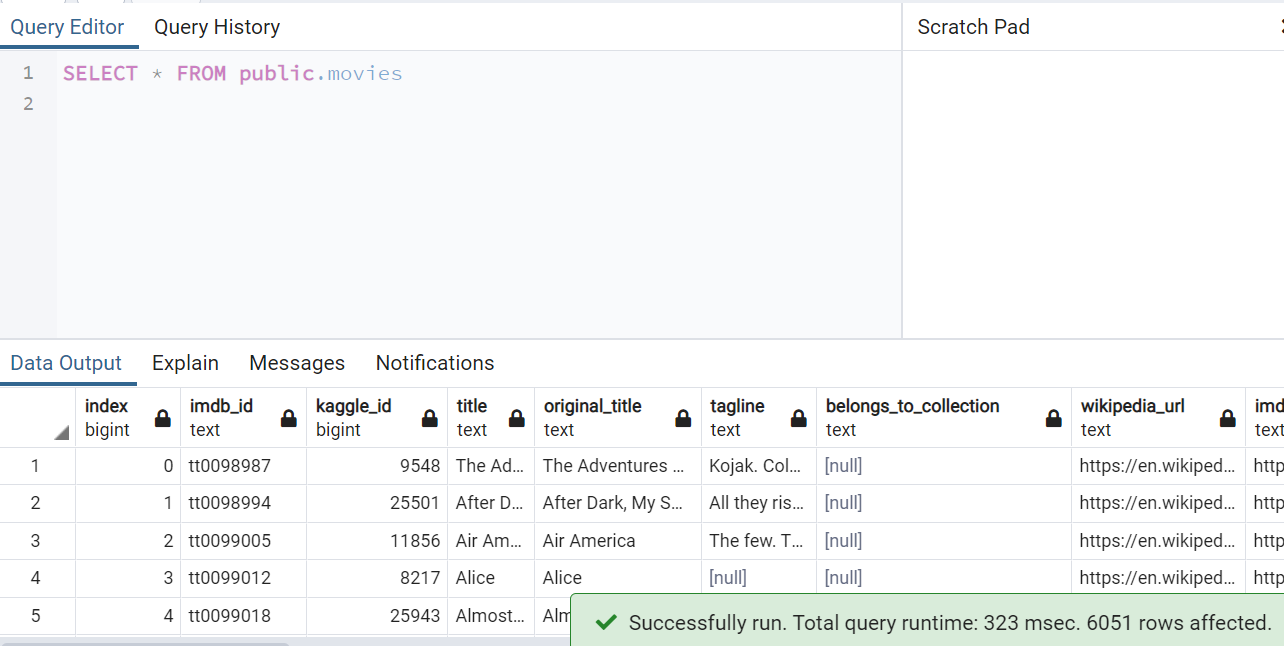 Query Editor Query History Scratch Pad
1 SELECT * FROM public.movies
2
Data Output Explain Messages Notifications
index imdb_id kaggle_id title original_title tagline belongs_to_collection wikipedia_url imd
bigint text bigint text text text text text text
1 0 tt0098987 9548 The Ad... The Adventures ... Kojak. Col... [null] https://en.wikiped... http
2 1 tt0098994 25501 After D... After Dark, My S... All they ris... [null] https://en.wikiped... http
3 2 tt0099005 11856 Air Am... Air America The few. T... [null] https://en.wikiped... http
4 3 tt0099012 8217 Alice Alice [null] [null] https://en.wikiped... http
5 4 tt0099018 25943 Almost... Alm
Successfully run. Total query runtime: 323 msec. 6051 rows affected.